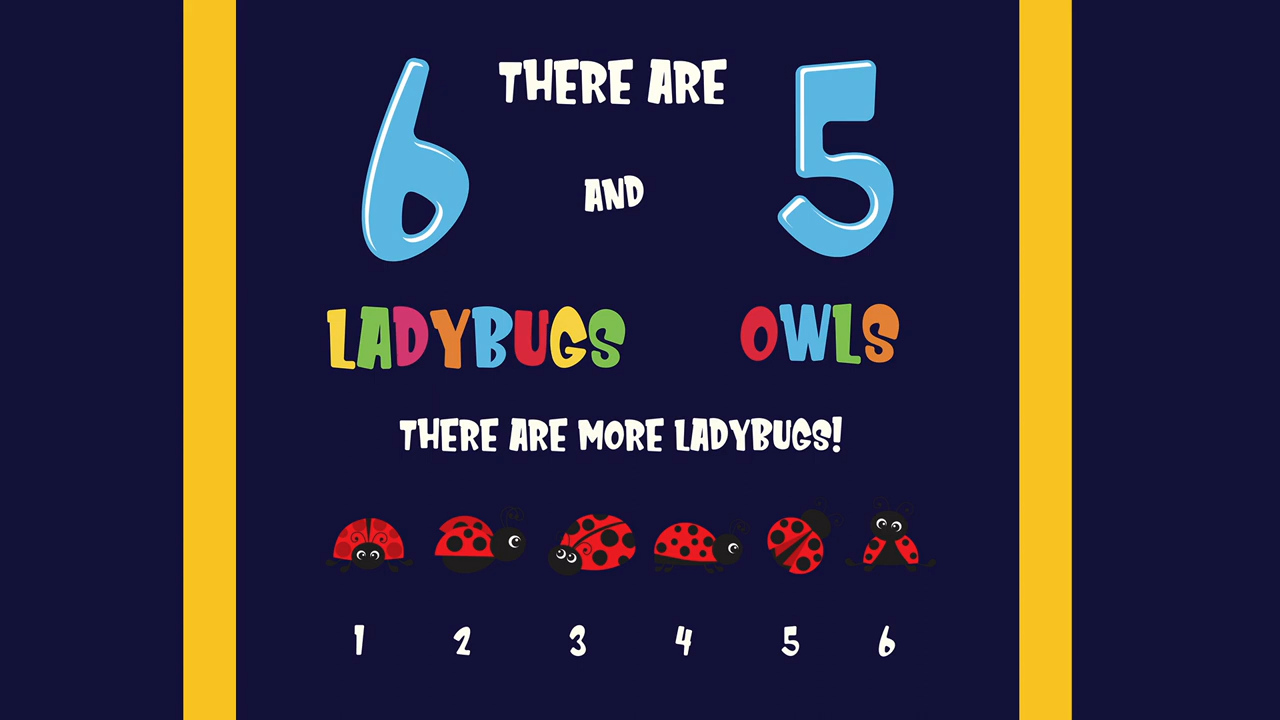 THERE ARE
6 AND 5
LADYBUGS OWLS
THERE ARE MORE LADYBUGS!
1 2 3 4 5 6